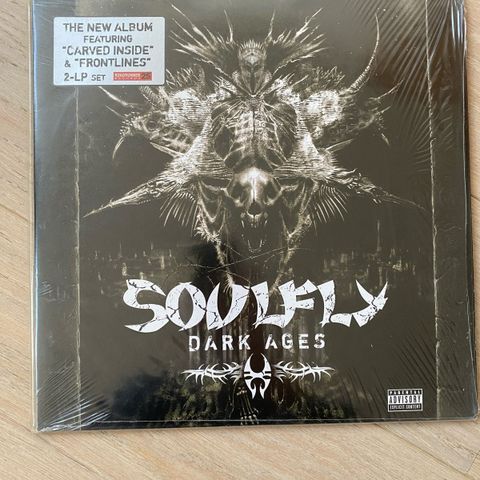 THE NEW ALBUM
FEATURING
"CARVED INSIDE"
& "FRONTLINES"
2-LP SET
SOULFLY
DARK AGES
PARENTAL
ADVISORY
EXPLICIT CONTENT